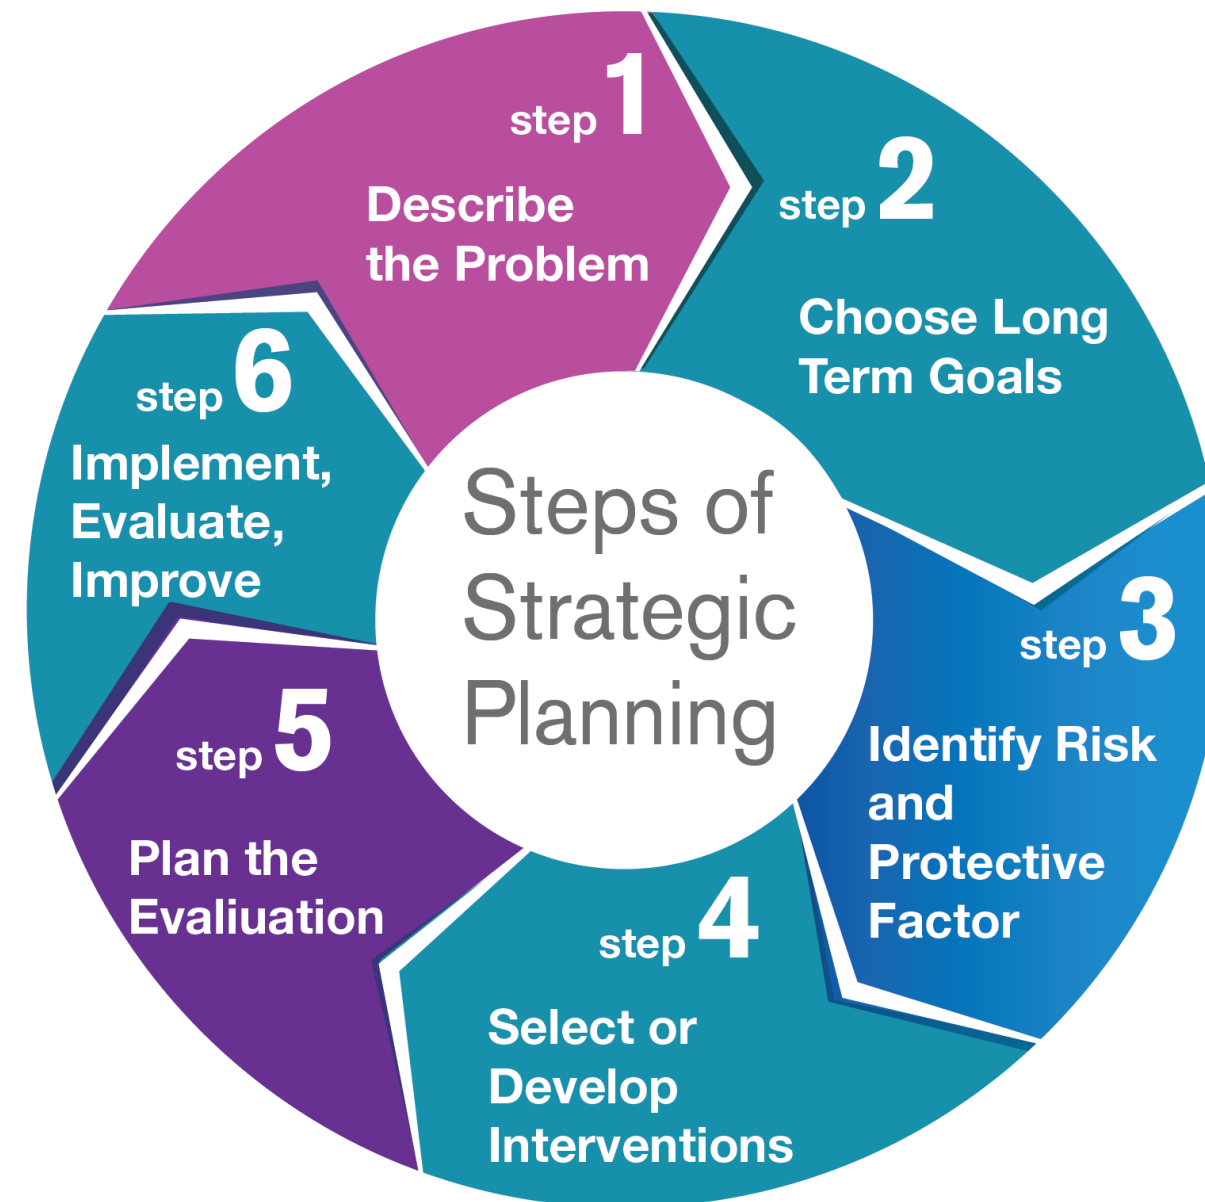 step 1
Describe
the Problem
step 2
Choose Long
Term Goals
step 3
Identify Risk
and
Protective
Factor
step 4
Select or
Develop
Interventions
step 5
Plan the
Evaliuation
step 6
Implement,
Evaluate,
Improve
Steps of
Strategic
Planning